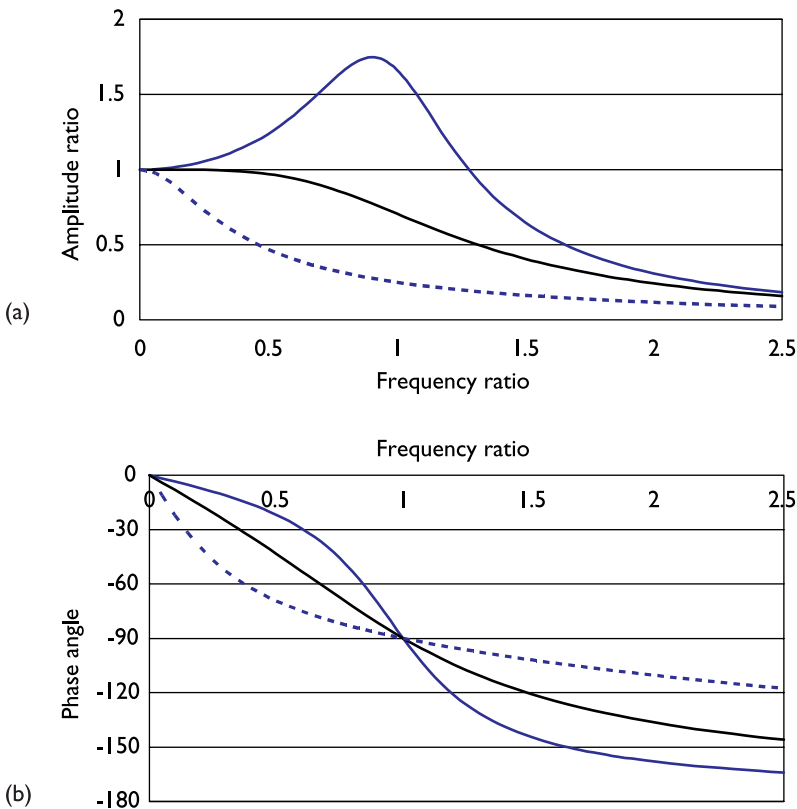 2
1.5
1
0.5
0
Amplitude ratio
(a)
0 0.5 1 1.5 2 2.5
Frequency ratio
Frequency ratio
0
0 0.5 1 1.5 2 2.5
-30
-60
-90
-120
-150
-180
Phase angle
(b)